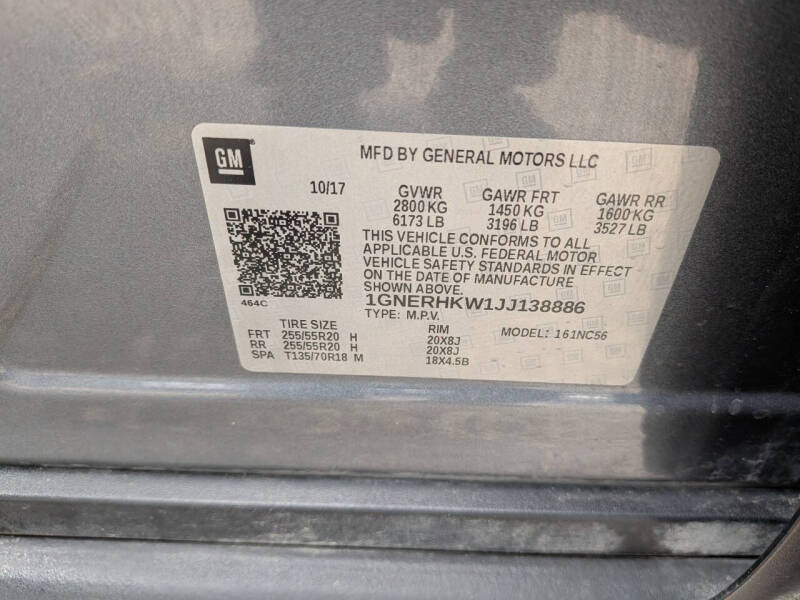 GM
MFD BY GENERAL MOTORS LLC
10/17 GVWR GAWR FRT GAWR RR
2800 KG 1450 KG 1600 KG
6173 LB 3196 LB 3527 LB
THIS VEHICLE CONFORMS TO ALL
APPLICABLE U.S. FEDERAL MOTOR
VEHICLE SAFETY STANDARDS IN EFFECT
ON THE DATE OF MANUFACTURE
SHOWN ABOVE.
464C
1GNERHKW1JJ138886
TYPE: M.P.V.
TIRE SIZE RIM MODEL: 161NC56
FRT 255/55R20 H 20X8J
RR 255/55R20 H 20X8J
SPA T135/70R18 M 18X4.5B